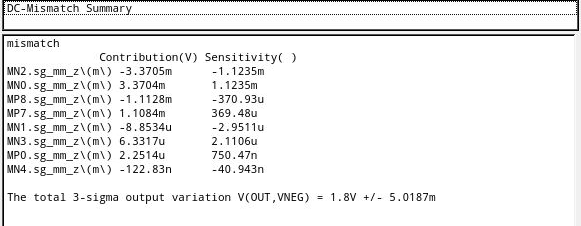 DC-Mismatch Summary
mismatch
Contribution(V) Sensitivity( )
MN2.sg_mm_z\(m\) -3.3705m -1.1235m
MN0.sg_mm_z\(m\) 3.3704m 1.1235m
MP8.sg_mm_z\(m\) -1.1128m -370.93u
MP7.sg_mm_z\(m\) 1.1084m 369.48u
MN1.sg_mm_z\(m\) -8.8534u -2.9511u
MN3.sg_mm_z\(m\) 6.3317u 2.1106u
MP0.sg_mm_z\(m\) 2.2514u 750.47n
MN4.sg_mm_z\(m\) -122.83n -40.943n
The total 3-sigma output variation V(OUT,VNEG) = 1.8V +/- 5.0187m